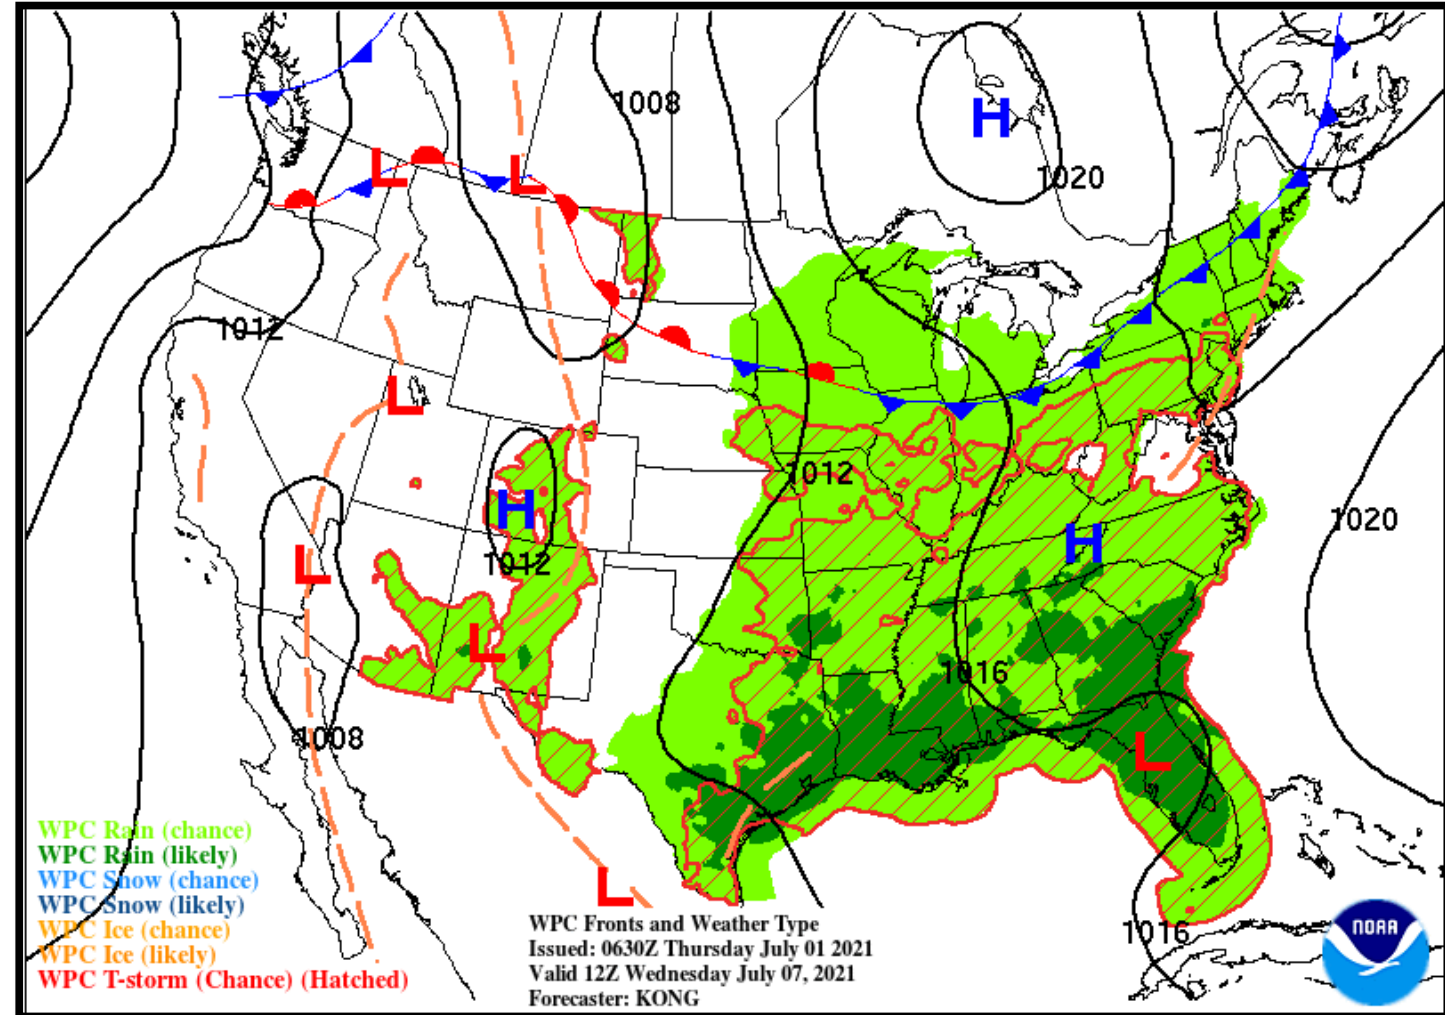 1008
H
L
L
1020
1012
L
1012
1020
H
H
1012
L
L
1016
1008
L
L
1016
WPC Rain (chance)
WPC Rain (likely)
WPC Snow (chance)
WPC Snow (likely)
WPC Ice (chance)
WPC Ice (likely)
WPC T-storm (Chance) (Hatched)
WPC Fronts and Weather Type
Issued: 0630Z Thursday July 01 2021
Valid 12Z Wednesday July 07, 2021
Forecaster: KONG
NOAA